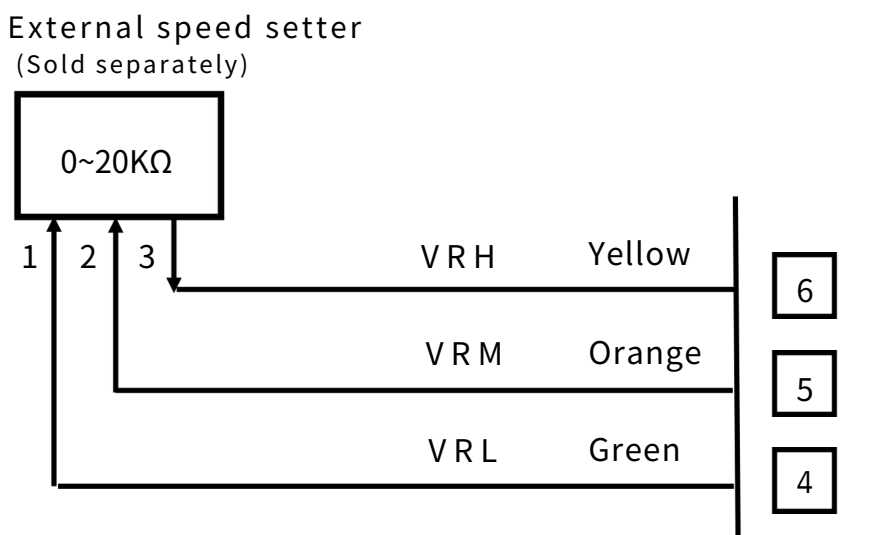 External speed setter
(Sold separately)
0~20KΩ
1 2 3
VRH Yellow
6
VRM Orange
5
VRL Green
4